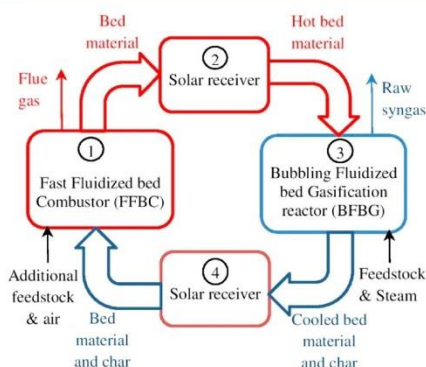 Bed
material
Hot bed
material
Flue
gas
2
Solar receiver
Raw
syngas
1
Fast Fluidized bed
Combustor (FFBC)
3
Bubbling Fluidized
bed Gasification
reactor (BFBG)
Additional
feedstock
& air
4
Solar receiver
Feedstock
& Steam
Bed
material
and char
Cooled bed
material
and char